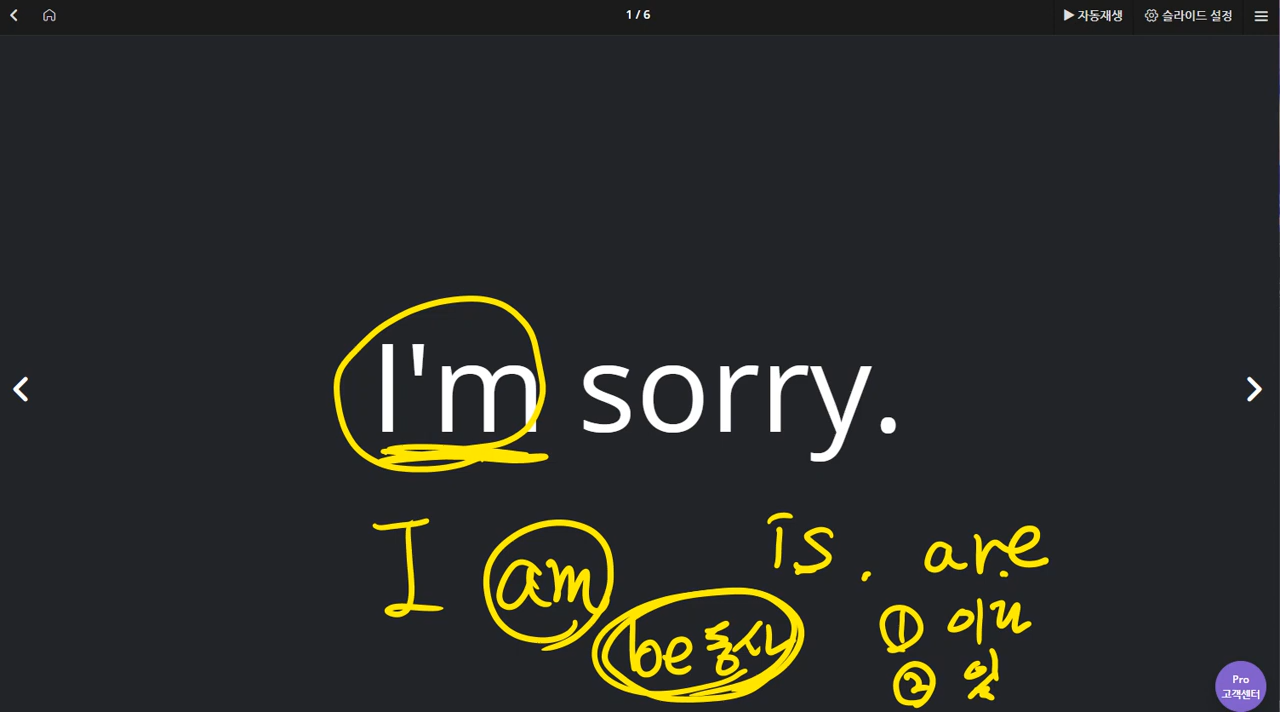 1 / 6
자동재생
슬라이드 설정
I'm sorry.
I am
is. are
be동사
① 이다
②
Pro
고객센터